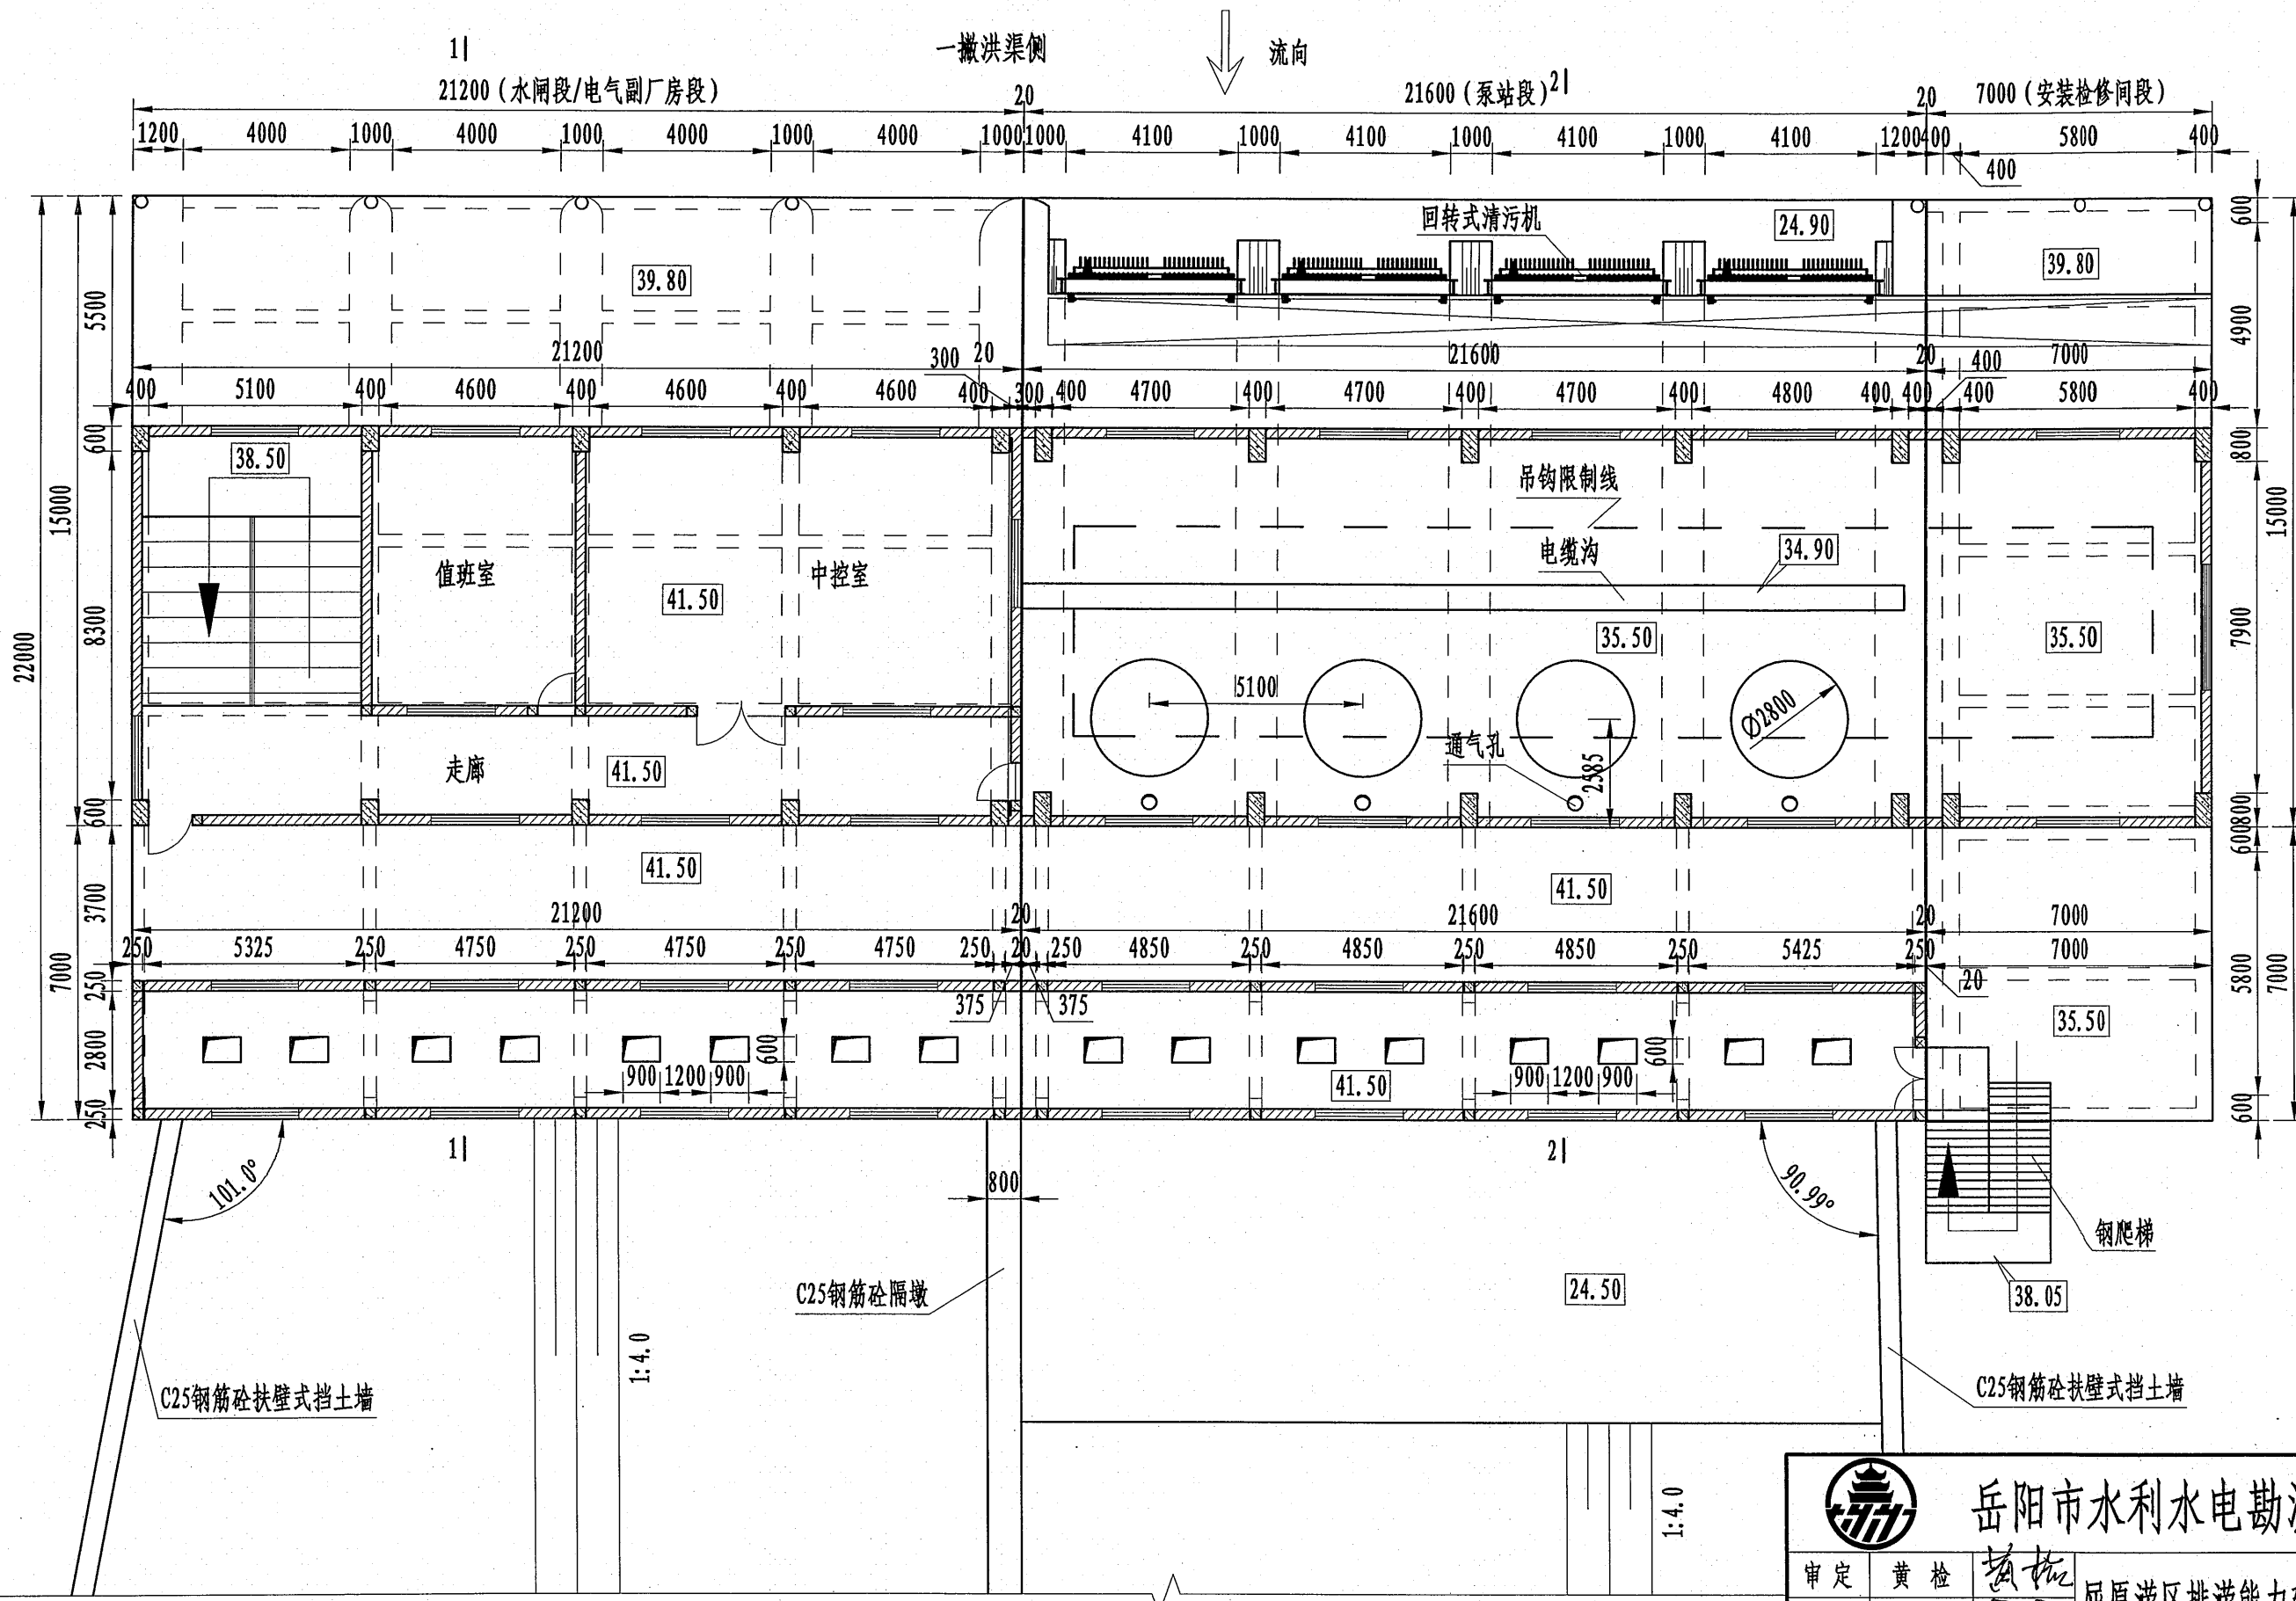 1 一撇洪渠侧 流向
21200（水闸段/电气副厂房段） 20 21600（泵站段） 2 20 7000（安装检修间段）
1200 4000 1000 4000 1000 4000 1000 4000 1000 1000 4100 1000 4100 1000 4100 1000 4100 1200 400 5800 400
400
回转式清污机 24.90 600
39.80 39.80
5500 4900
21200 300 20 21600 20 7000
400
400 5100 400 4600 400 4600 400 4600 400 300 400 4700 400 4700 400 4700 400 4800 400 400 400 5800 400
600 38.50 800
吊钩限制线
15000 15000
电缆沟 34.90
值班室 中控室
41.50
8300 35.50 35.50 7900
22000
5100 Ø2800
通气孔 2585
走廊 41.50
600 800
600
41.50 41.50
3700
21200 20 21600 20 7000
250 5325 250 4750 250 4750 250 4750 250 20 250 4850 250 4850 250 4850 250 5425 250 7000
7000 250 375 375 20 5800 7000
35.50
2800 600 600
900 1200 900 41.50 900 1200 900
250 600
1 2
101.0° 800 90.99°
钢爬梯
24.50 38.05
C25钢筋砼隔墩
1:4.0
C25钢筋砼扶壁式挡土墙 C25钢筋砼扶壁式挡土墙
1:4.0
岳阳市水利水电勘
审定 黄检